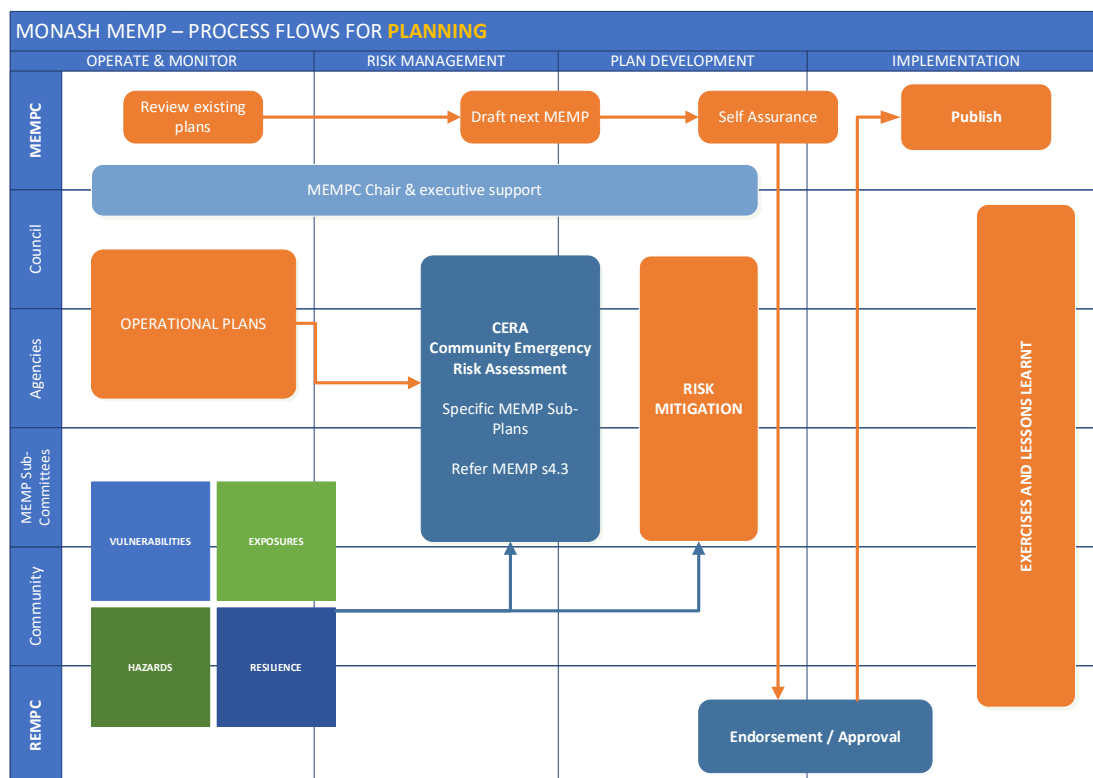 MONASH MEMP – PROCESS FLOWS FOR PLANNING
OPERATE & MONITOR
RISK MANAGEMENT
PLAN DEVELOPMENT
IMPLEMENTATION
MEMPC
Review existing
plans
Draft next MEMP
Self Assurance
Publish
MEMPC Chair & executive support
Council
Agencies
OPERATIONAL PLANS
CERA
Community Emergency
Risk Assessment
Specific MEMP Sub-
Plans
Refer MEMP s4.3
RISK
MITIGATION
EXERCISES AND LESSONS LEARNT
MEMP Sub-
Committees
VULNERABILITIES
EXPOSURES
Community
HAZARDS
RESILIENCE
REMPC
Endorsement / Approval